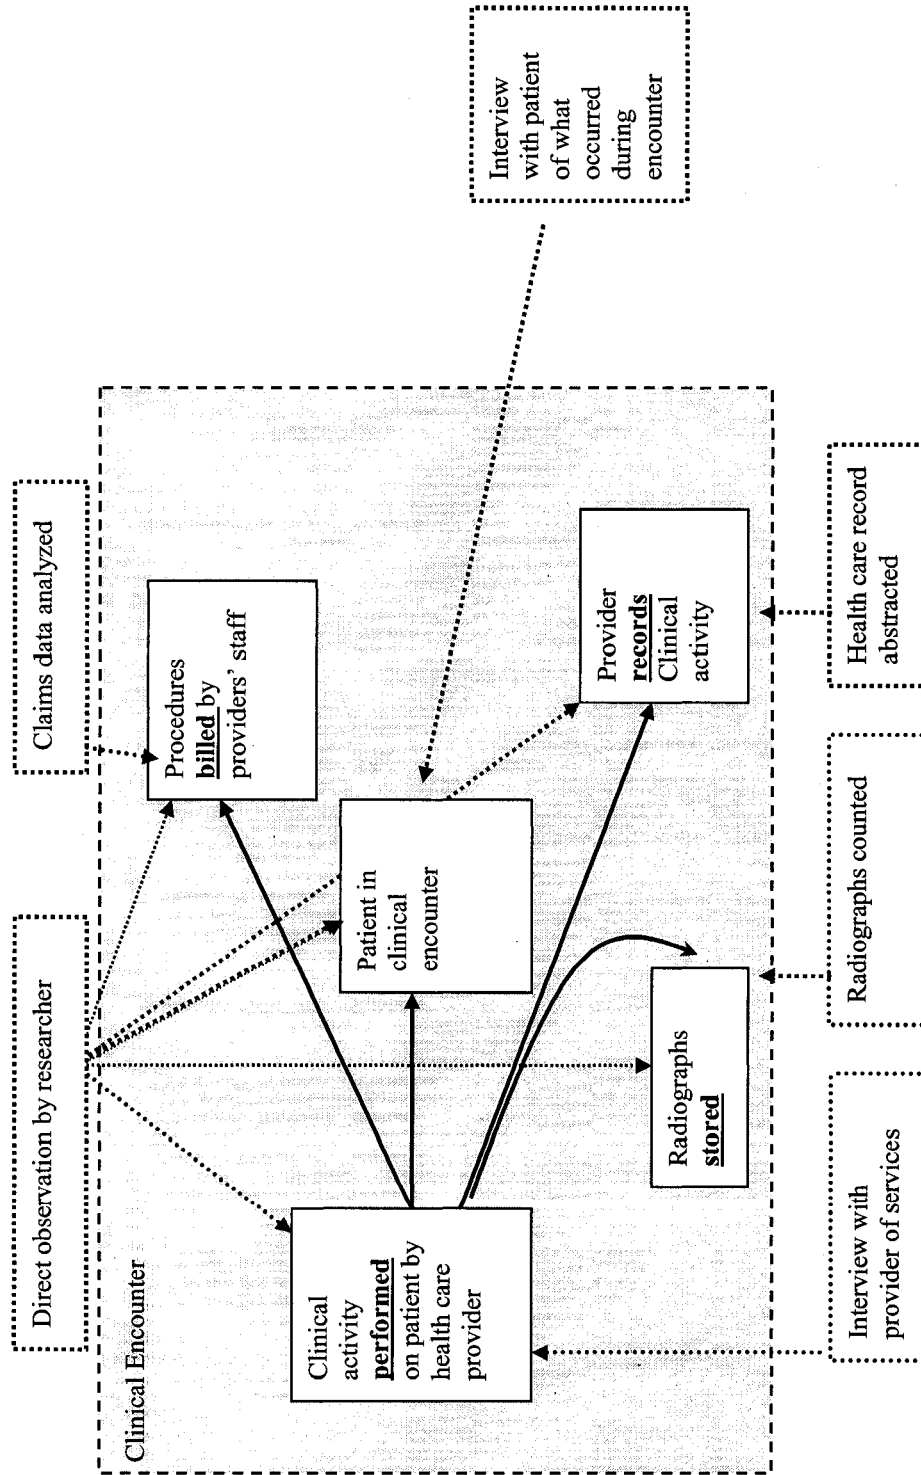 Direct observation by researcher
Claims data analyzed
Clinical Encounter
Procedures
billed by
providers' staff
Clinical
activity
performed
on patient by
health care
provider
Patient in
clinical
encounter
Interview
with patient
of what
occurred
during
encounter
Radiographs
stored
Provider
records
Clinical
activity
Interview with
provider of services
Radiographs counted
Health care record
abstracted